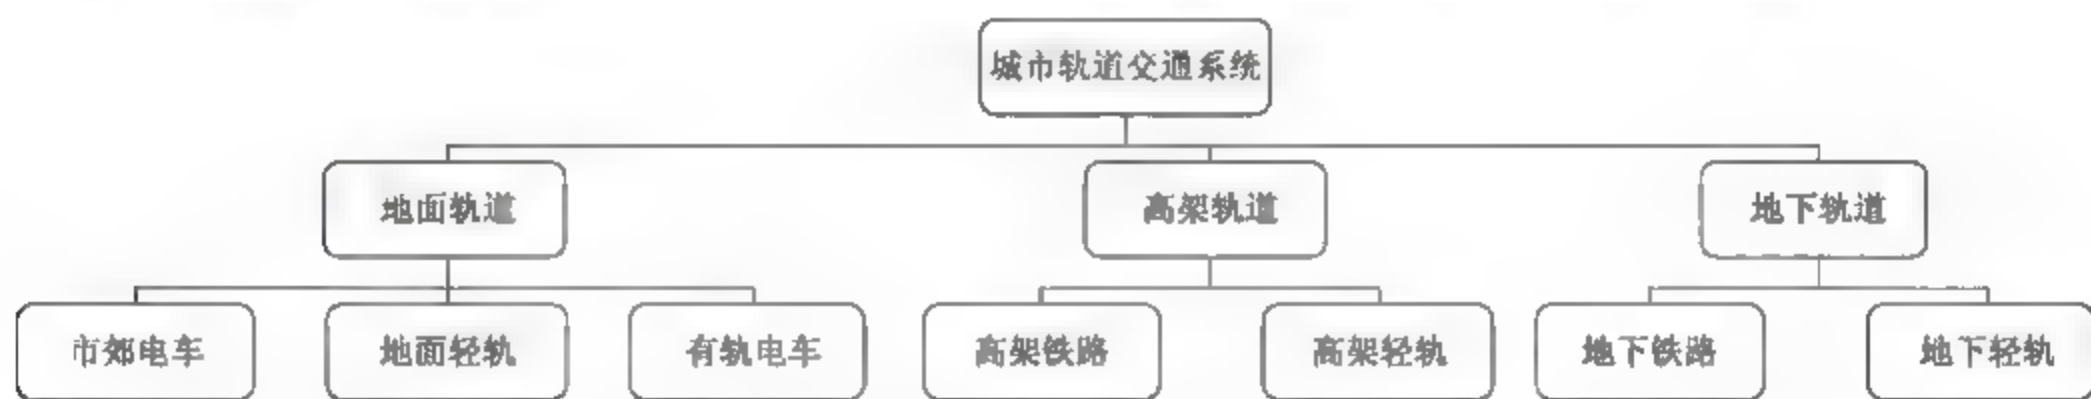 城市轨道交通系统
地面轨道
高架轨道
地下轨道
市郊电车
地面轻轨
有轨电车
高架铁路
高架轻轨
地下铁路
地下轻轨